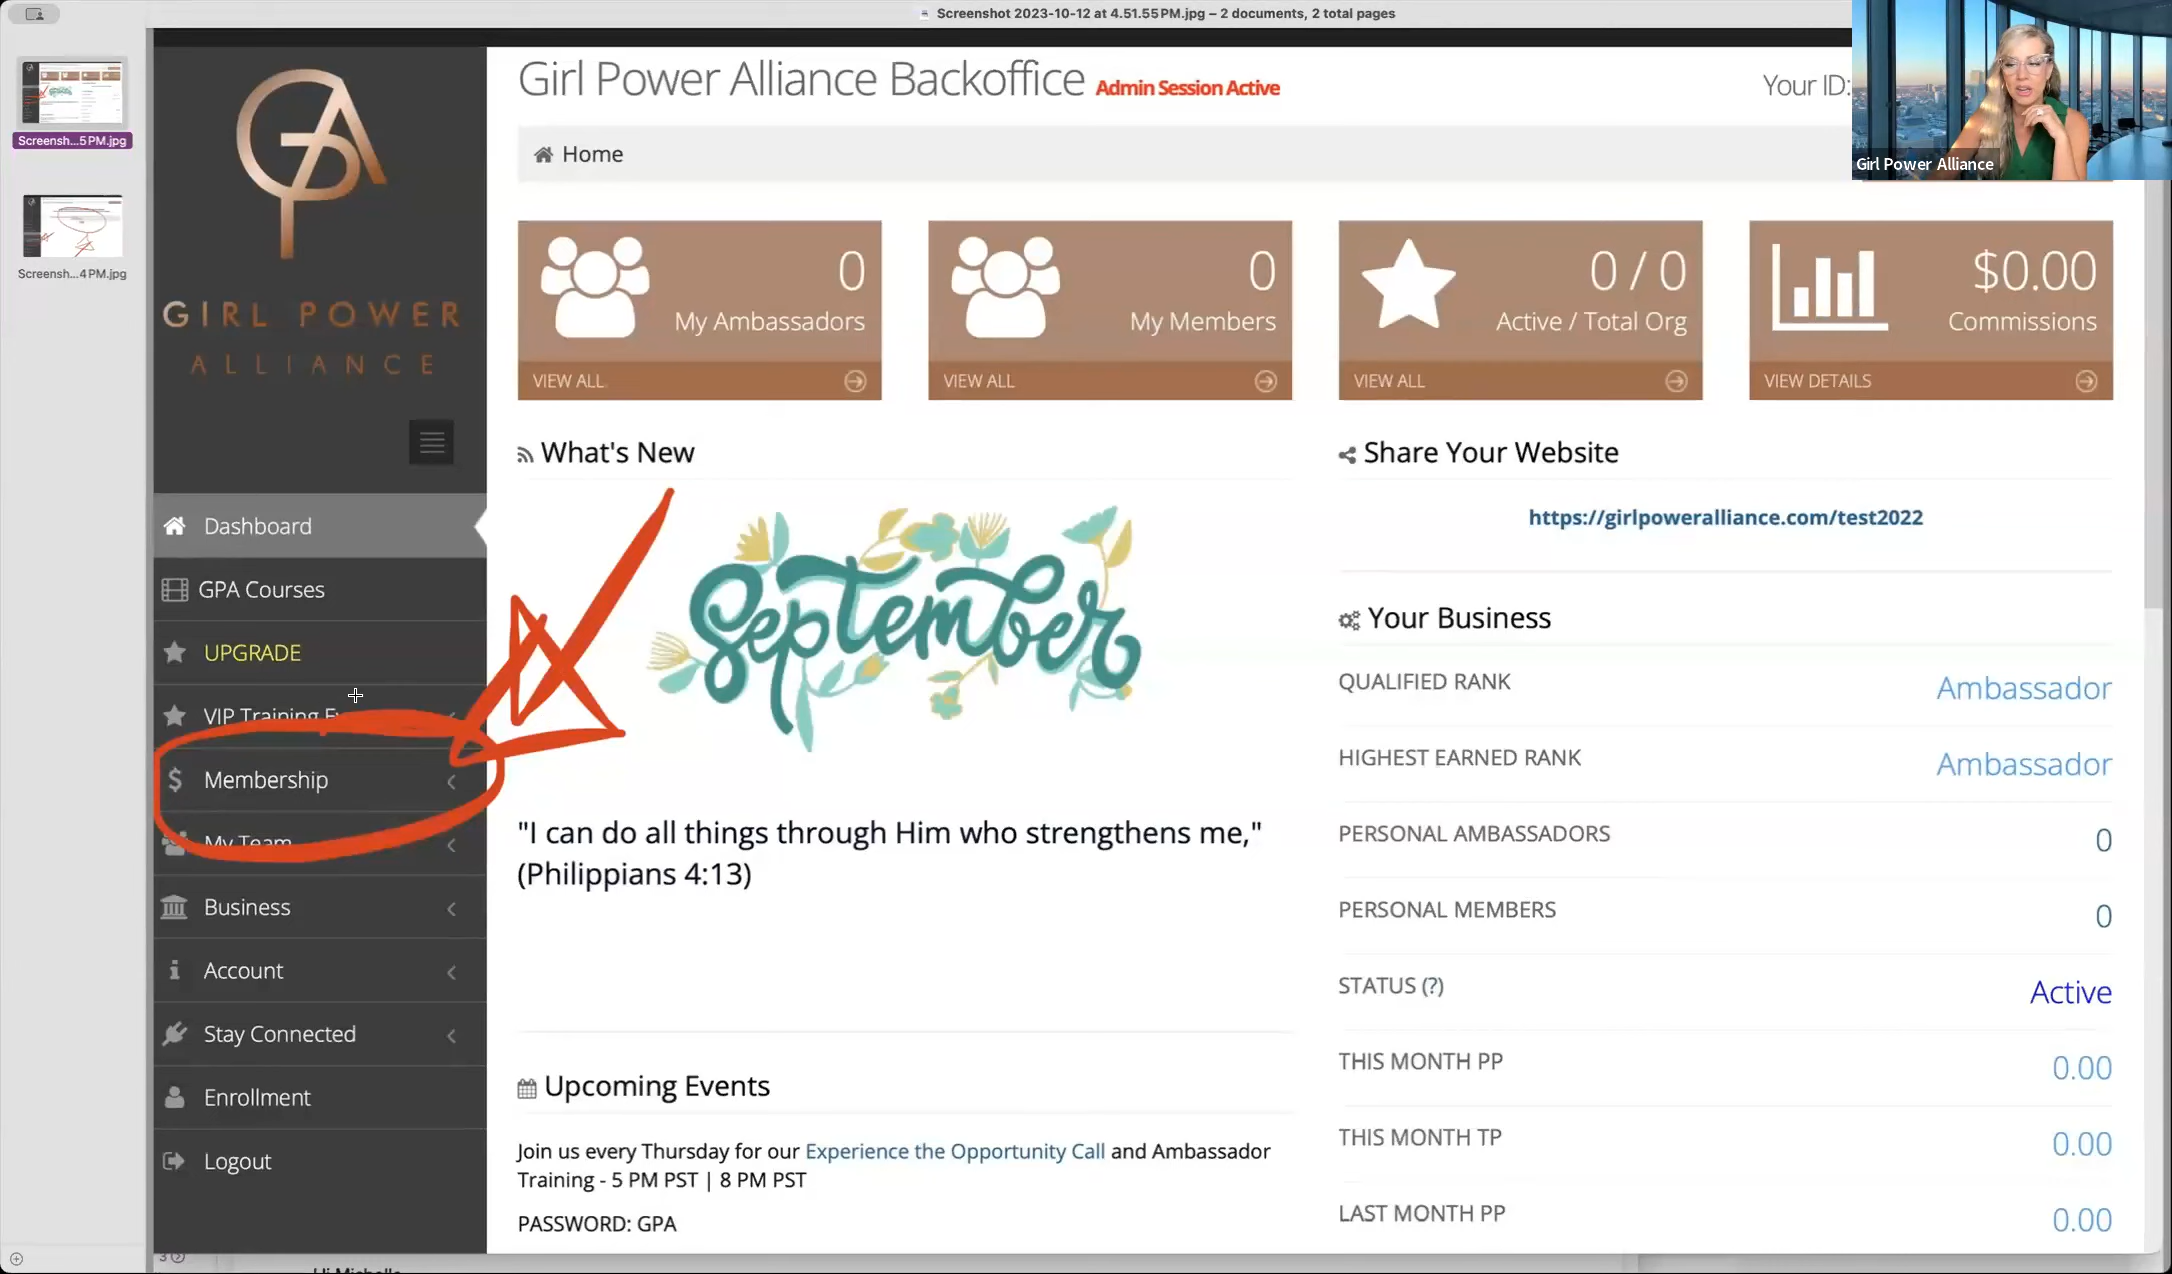 Screenshot 2023-10-12 at 4.51.55 PM.jpg – 2 documents, 2 total pages
Screensh...5 PM.jpg
Screensh...4 PM.jpg
GPA
GIRL POWER
ALLIANCE
Dashboard
GPA Courses
UPGRADE
VIP Training
Membership
My Team
Business
Account
Stay Connected
Enrollment
Logout
Girl Power Alliance Backoffice Admin Session Active
Your ID:
Girl Power Alliance
Home
0
My Ambassadors
VIEW ALL
0
My Members
VIEW ALL
0 / 0
Active / Total Org
VIEW ALL
$0.00
Commissions
VIEW DETAILS
What's New
September
"I can do all things through Him who strengthens me,"
(Philippians 4:13)
Upcoming Events
Join us every Thursday for our Experience the Opportunity Call and Ambassador
Training - 5 PM PST | 8 PM PST
PASSWORD: GPA
Share Your Website
https://girlpoweralliance.com/test2022
Your Business
QUALIFIED RANK Ambassador
HIGHEST EARNED RANK Ambassador
PERSONAL AMBASSADORS 0
PERSONAL MEMBERS 0
STATUS (?) Active
THIS MONTH PP 0.00
THIS MONTH TP 0.00
LAST MONTH PP 0.00